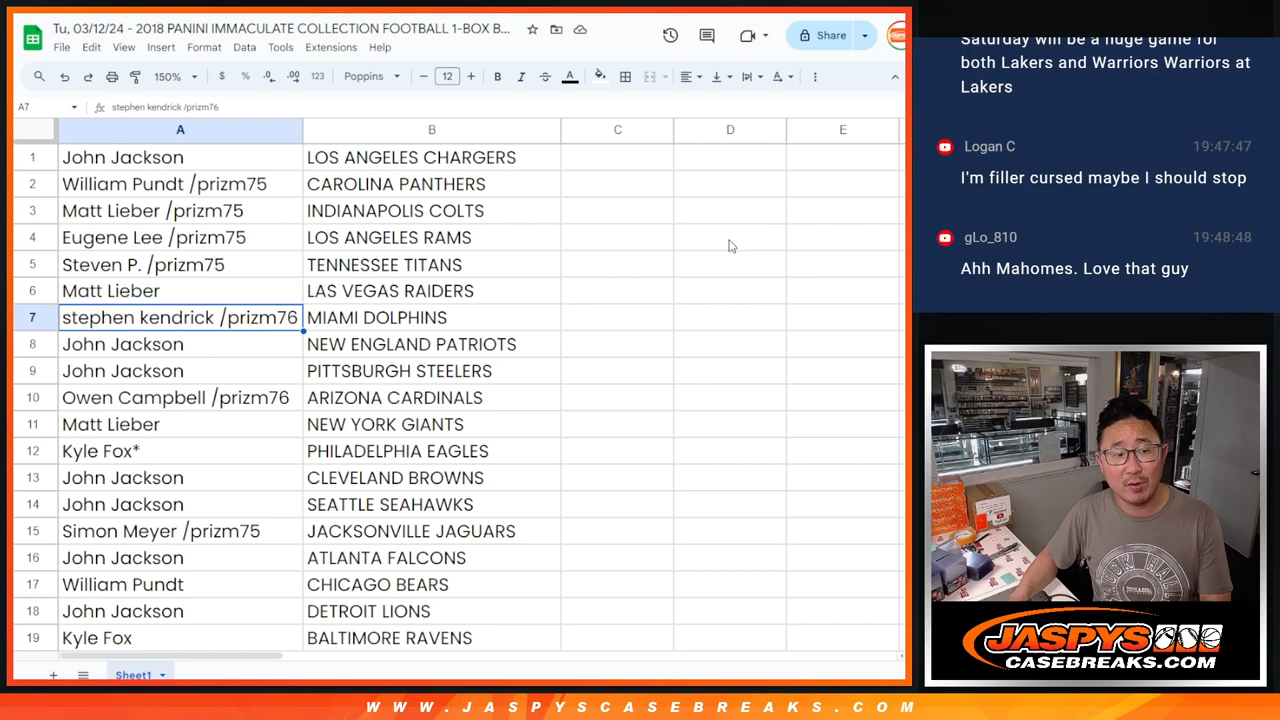 Tu, 03/12/24 - 2018 PANINI IMMACULATE COLLECTION FOOTBALL 1-BOX B...
File Edit View Insert Format Data Tools Extensions Help
Share
150% $ % .0 .00 123 Poppins 12 B I A
A7 fx stephen kendrick /prizm76
A B C D E
1 John Jackson LOS ANGELES CHARGERS
2 William Pundt /prizm75 CAROLINA PANTHERS
3 Matt Lieber /prizm75 INDIANAPOLIS COLTS
4 Eugene Lee /prizm75 LOS ANGELES RAMS
5 Steven P. /prizm75 TENNESSEE TITANS
6 Matt Lieber LAS VEGAS RAIDERS
7 stephen kendrick /prizm76 MIAMI DOLPHINS
8 John Jackson NEW ENGLAND PATRIOTS
9 John Jackson PITTSBURGH STEELERS
10 Owen Campbell /prizm76 ARIZONA CARDINALS
11 Matt Lieber NEW YORK GIANTS
12 Kyle Fox* PHILADELPHIA EAGLES
13 John Jackson CLEVELAND BROWNS
14 John Jackson SEATTLE SEAHAWKS
15 Simon Meyer /prizm75 JACKSONVILLE JAGUARS
16 John Jackson ATLANTA FALCONS
17 William Pundt CHICAGO BEARS
18 John Jackson DETROIT LIONS
19 Kyle Fox BALTIMORE RAVENS
Sheet1
Saturday will be a huge game for
both Lakers and Warriors Warriors at
Lakers
Logan C 19:47:47
I'm filler cursed maybe I should stop
gLo_810 19:48:48
Ahh Mahomes. Love that guy
JASPYS
CASEBREAKS.COM
WWW.JASPYSCASEBREAKS.COM